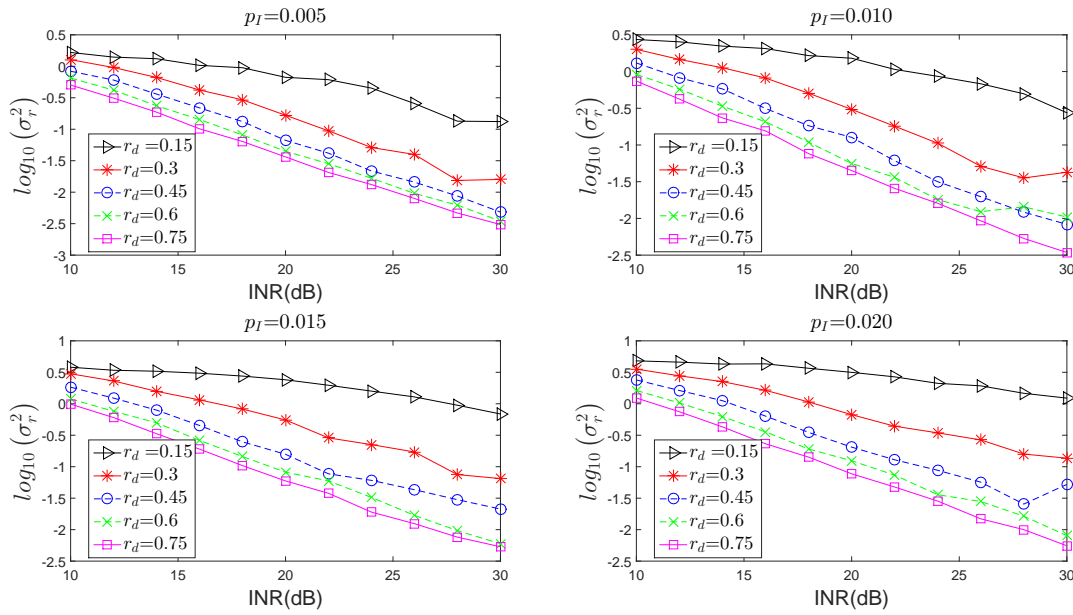 p_I=0.005
0.5
0
-0.5
-1
-1.5
-2
-2.5
-3
log_10 (σ_r^2)
r_d =0.15
r_d=0.3
r_d=0.45
r_d=0.6
r_d=0.75
10 15 20 25 30
INR(dB)
p_I=0.010
0.5
0
-0.5
-1
-1.5
-2
-2.5
log_10 (σ_r^2)
r_d =0.15
r_d=0.3
r_d=0.45
r_d=0.6
r_d=0.75
10 15 20 25 30
INR(dB)
p_I=0.015
1
0.5
0
-0.5
-1
-1.5
-2
-2.5
log_10 (σ_r^2)
r_d =0.15
r_d=0.3
r_d=0.45
r_d=0.6
r_d=0.75
10 15 20 25 30
INR(dB)
p_I=0.020
1
0.5
0
-0.5
-1
-1.5
-2
-2.5
log_10 (σ_r^2)
r_d =0.15
r_d=0.3
r_d=0.45
r_d=0.6
r_d=0.75
10 15 20 25 30
INR(dB)